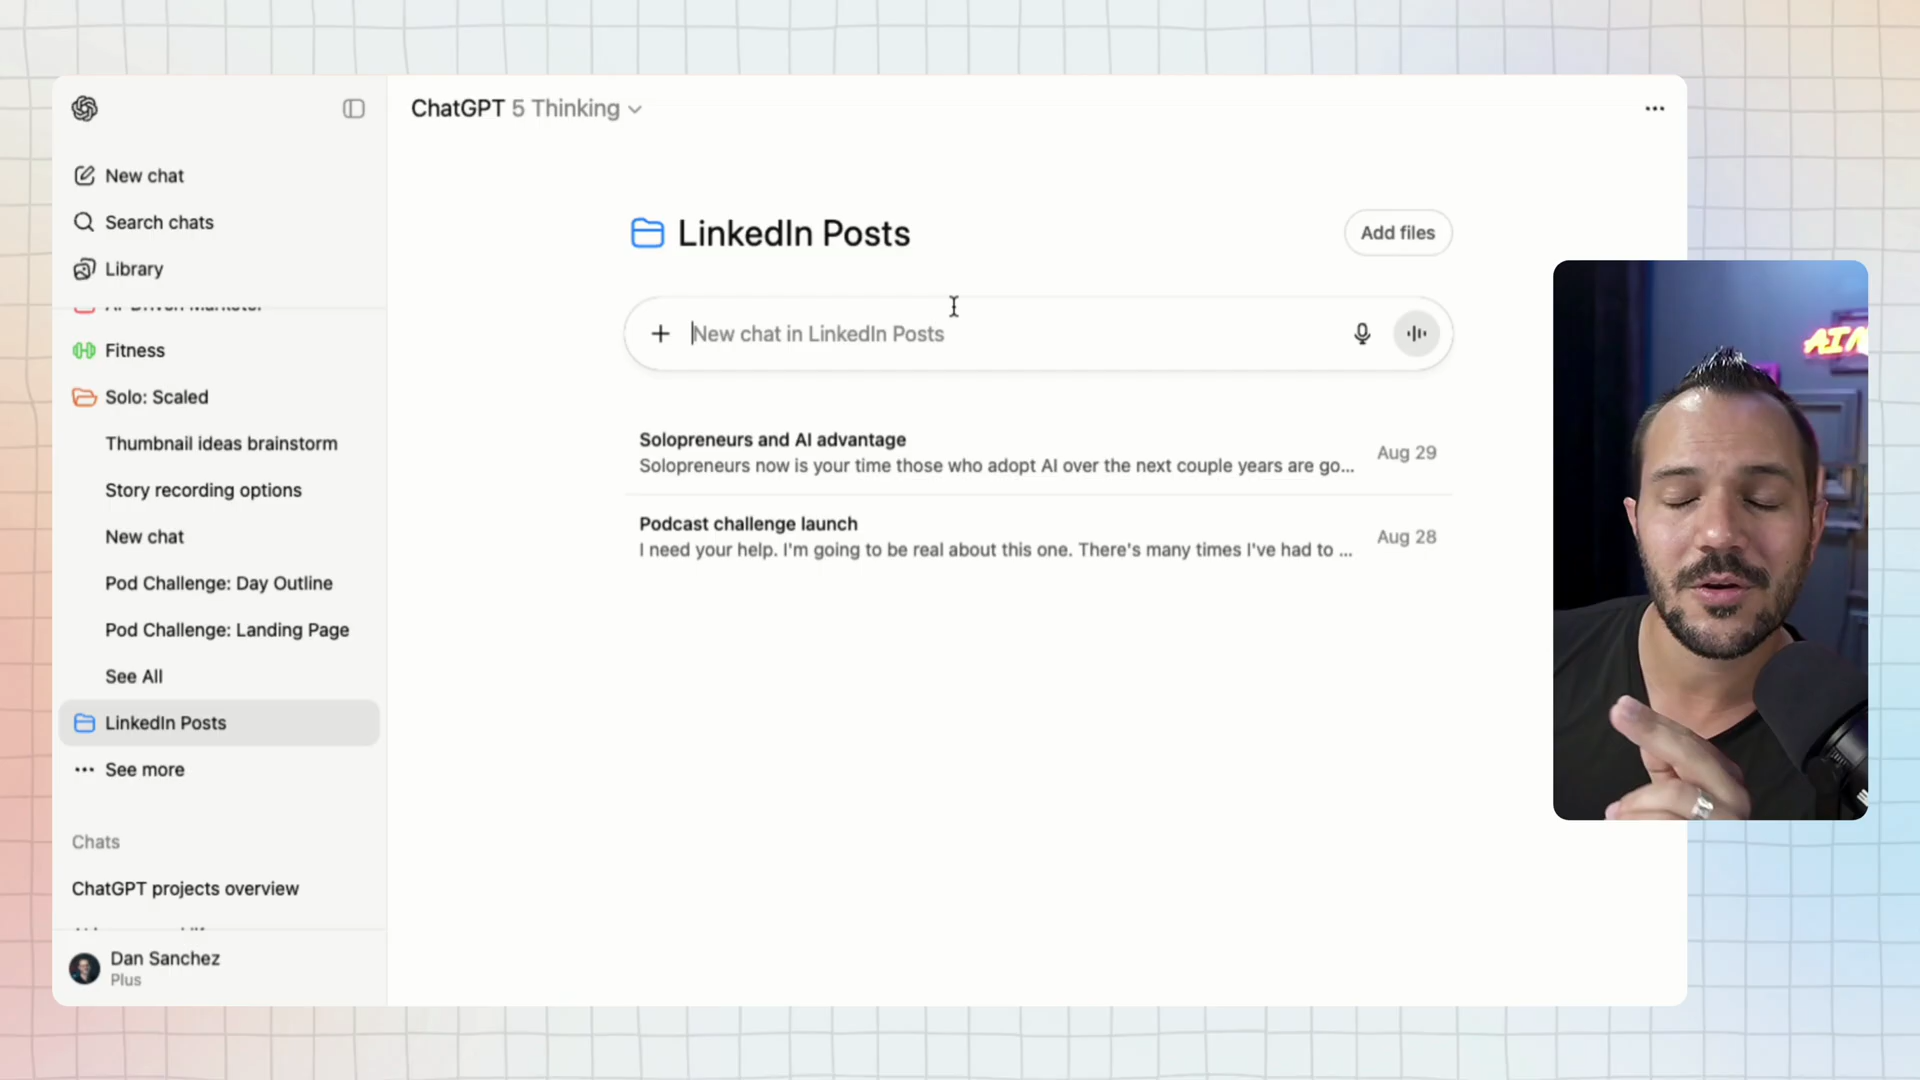 ChatGPT 5 Thinking
New chat
Search chats
Library
Fitness
Solo: Scaled
Thumbnail ideas brainstorm
Story recording options
New chat
Pod Challenge: Day Outline
Pod Challenge: Landing Page
See All
LinkedIn Posts
See more
Chats
ChatGPT projects overview
Dan Sanchez
Plus
LinkedIn Posts
Add files
New chat in LinkedIn Posts
Solopreneurs and AI advantage
Solopreneurs now is your time those who adopt AI over the next couple years are go...
Aug 29
Podcast challenge launch
I need your help. I'm going to be real about this one. There's many times I've had to ...
Aug 28